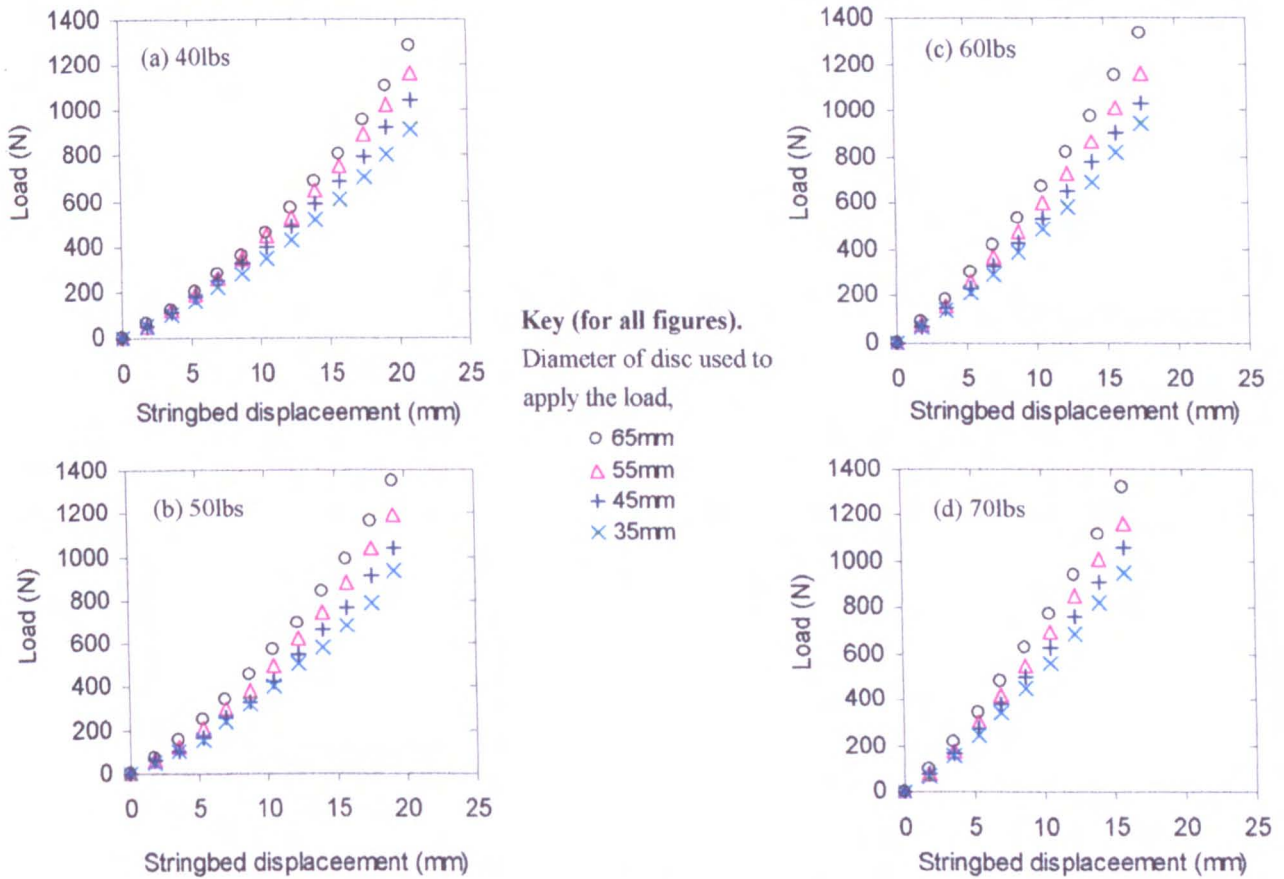 (a) 40lbs
Load (N)
1400
1200
1000
800
600
400
200
0
0 5 10 15 20 25
Stringbed displaceement (mm)
(c) 60lbs
Load (N)
1400
1200
1000
800
600
400
200
0
0 5 10 15 20 25
Stringbed displaceement (mm)
Key (for all figures).
Diameter of disc used to
apply the load,
65mm
55mm
45mm
35mm
(b) 50lbs
Load (N)
1400
1200
1000
800
600
400
200
0
0 5 10 15 20 25
Stringbed displaceement (mm)
(d) 70lbs
Load (N)
1400
1200
1000
800
600
400
200
0
0 5 10 15 20 25
Stringbed displaceement (mm)